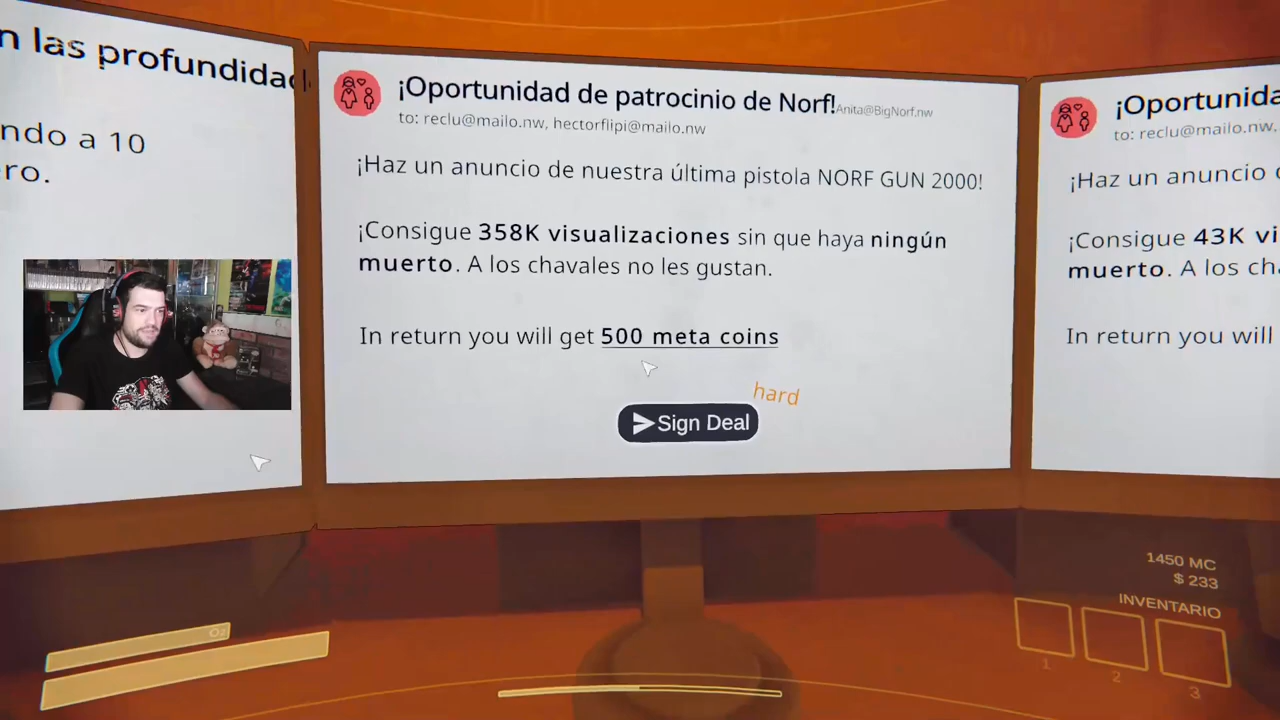 n las profundidad
ndo a 10
ro.
¡Oportunidad de patrocinio de Norf! Anita@BigNorf.nw
to: reclu@mailo.nw, hectorflipi@mailo.nw
¡Haz un anuncio de nuestra última pistola NORF GUN 2000!
¡Consigue 358K visualizaciones sin que haya ningún
muerto. A los chavales no les gustan.
In return you will get 500 meta coins
hard
Sign Deal
¡Oportunida
to: reclu@mailo.nw,
¡Haz un anuncio
¡Consigue 43K vi
muerto. A los ch
In return you will
1450 MC
$ 233
INVENTARIO
1
2
3
O2